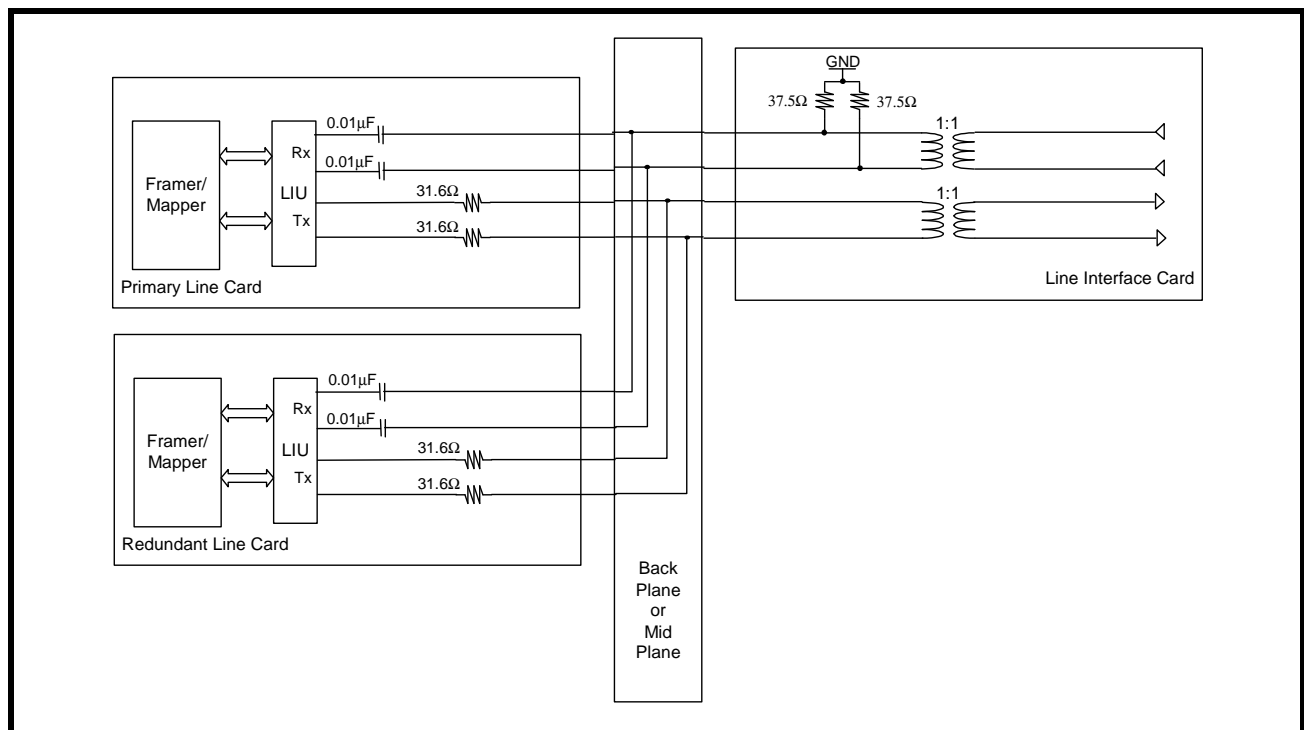 GND
37.5Ω
37.5Ω
0.01µF
1:1
Rx
0.01µF
Framer/
Mapper
LIU
31.6Ω
1:1
Tx
31.6Ω
Primary Line Card
Line Interface Card
0.01µF
Rx
0.01µF
Framer/
Mapper
LIU
31.6Ω
Tx
31.6Ω
Redundant Line Card
Back
Plane
or
Mid
Plane